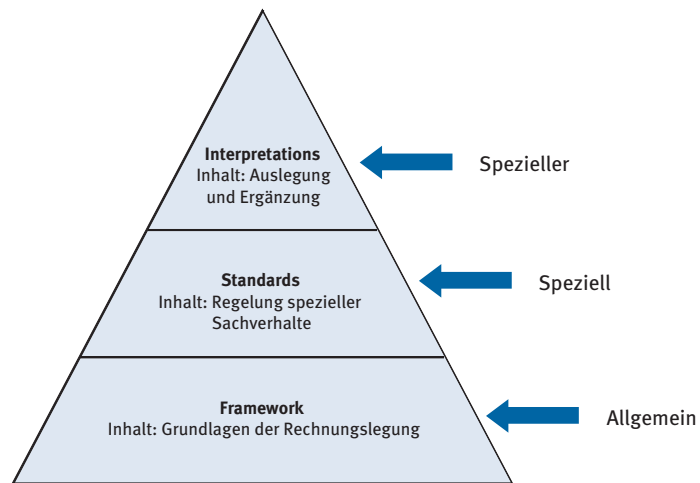 Interpretations
Inhalt: Auslegung
und Ergänzung
Spezieller
Standards
Inhalt: Regelung spezieller
Sachverhalte
Speziell
Framework
Inhalt: Grundlagen der Rechnungslegung
Allgemein